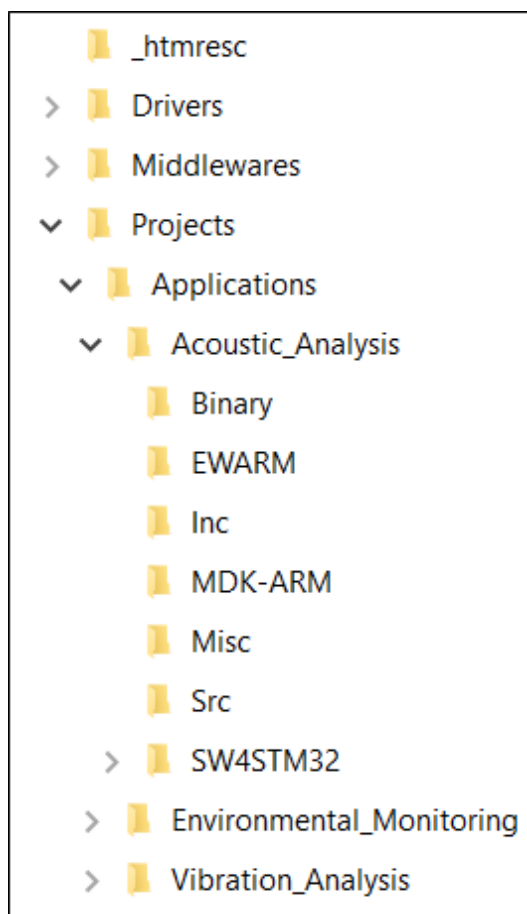 _htmresc
Drivers
Middlewares
Projects
Applications
Acoustic_Analysis
Binary
EWARM
Inc
MDK-ARM
Misc
Src
SW4STM32
Environmental_Monitoring
Vibration_Analysis